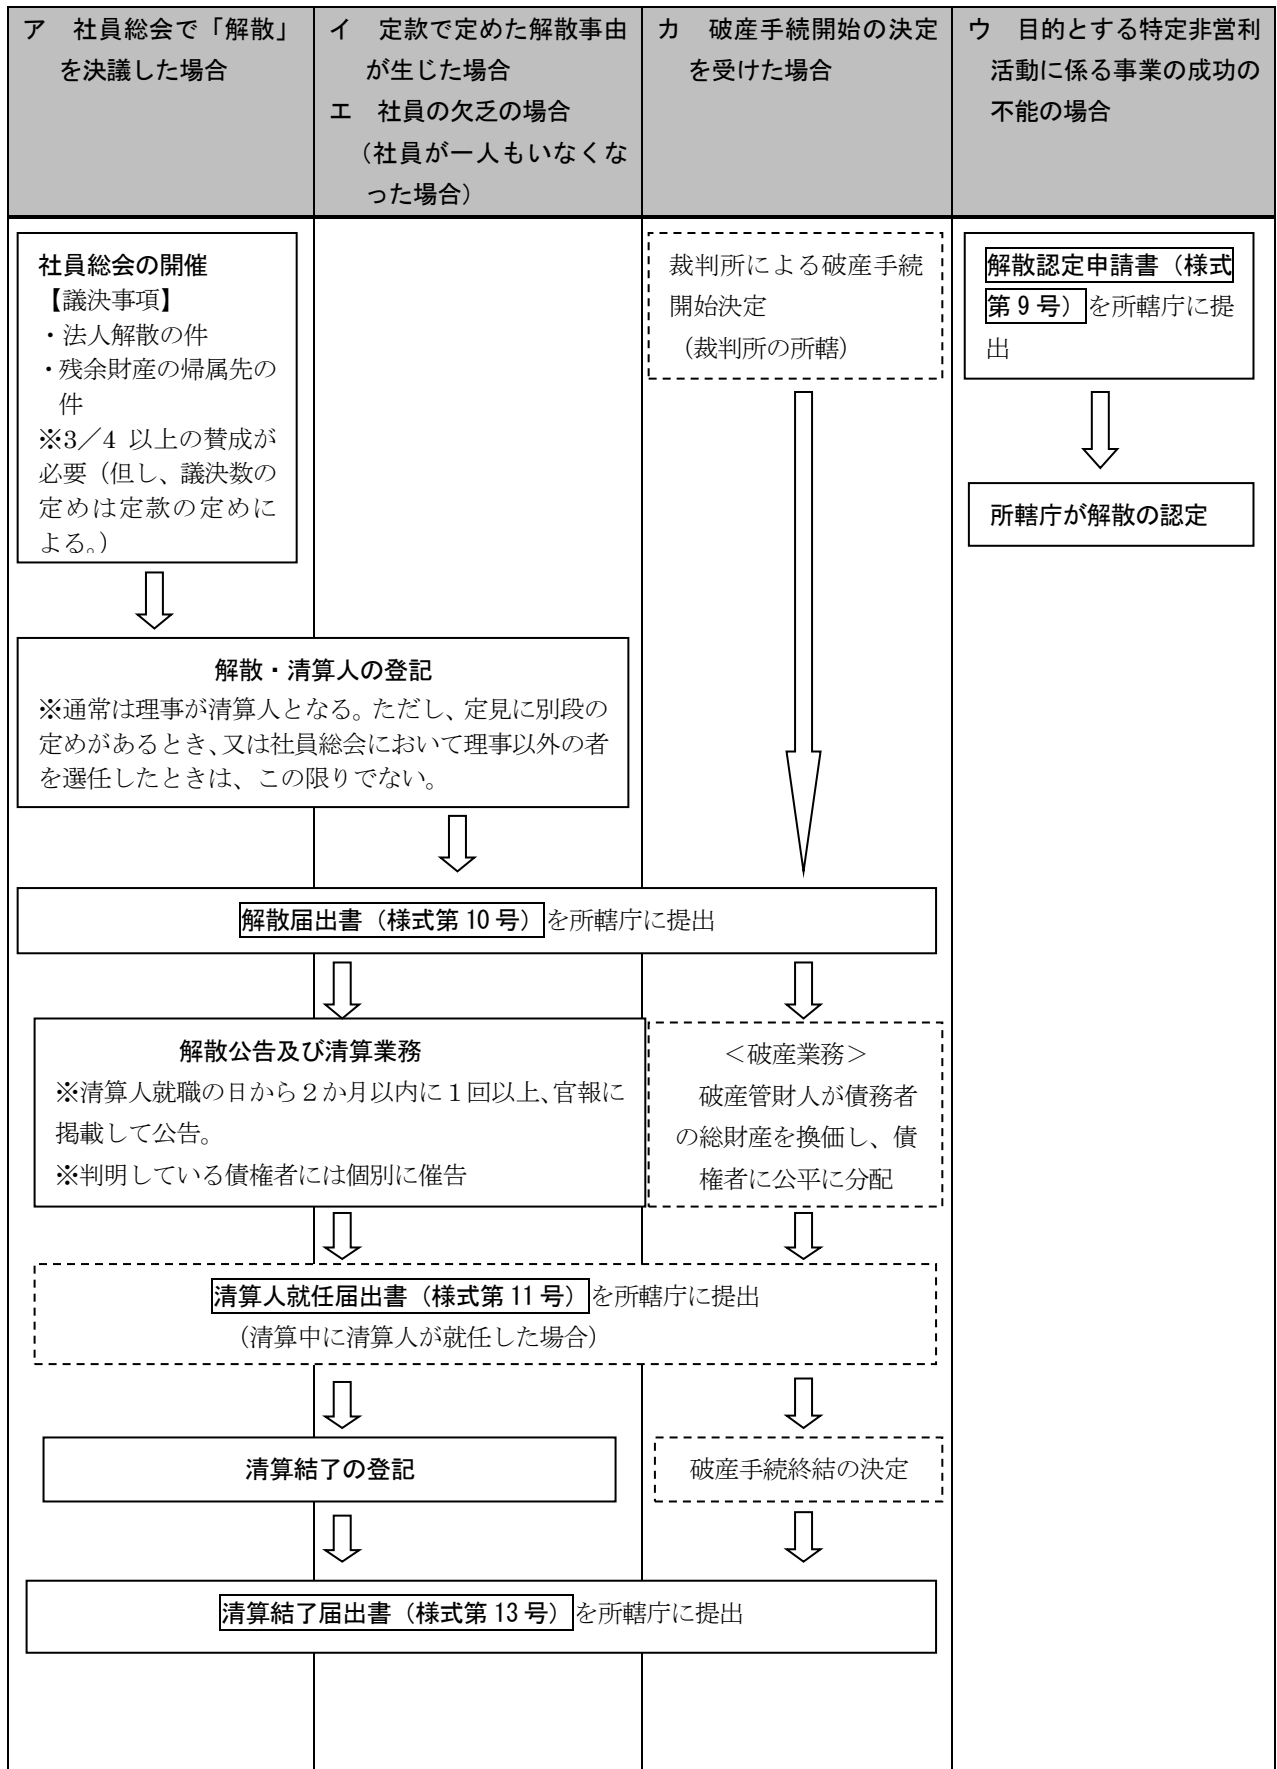 ア　社員総会で「解散」
を決議した場合
イ　定款で定めた解散事由
が生じた場合
エ　社員の欠乏の場合
（社員が一人もいなくな
った場合）
カ　破産手続開始の決定
を受けた場合
ウ　目的とする特定非営利
活動に係る事業の成功の
不能の場合
社員総会の開催
【議決事項】
・法人解散の件
・残余財産の帰属先の
件
※3／4 以上の賛成が
必要（但し、議決数の
定めは定款の定めに
よる。）
裁判所による破産手続
開始決定
（裁判所の所轄）
解散認定申請書（様式
第９号）を所轄庁に提
出
所轄庁が解散の認定
解散・清算人の登記
※通常は理事が清算人となる。ただし、定見に別段の
定めがあるとき、又は社員総会において理事以外の者
を選任したときは、この限りでない。
解散届出書（様式第 10 号）を所轄庁に提出
解散公告及び清算業務
※清算人就職の日から２か月以内に１回以上、官報に
掲載して公告。
※判明している債権者には個別に催告
＜破産業務＞
破産管財人が債務者
の総財産を換価し、債
権者に公平に分配
清算人就任届出書（様式第 11 号）を所轄庁に提出
（清算中に清算人が就任した場合）
清算結了の登記
破産手続終結の決定
清算結了届出書（様式第 13 号）を所轄庁に提出